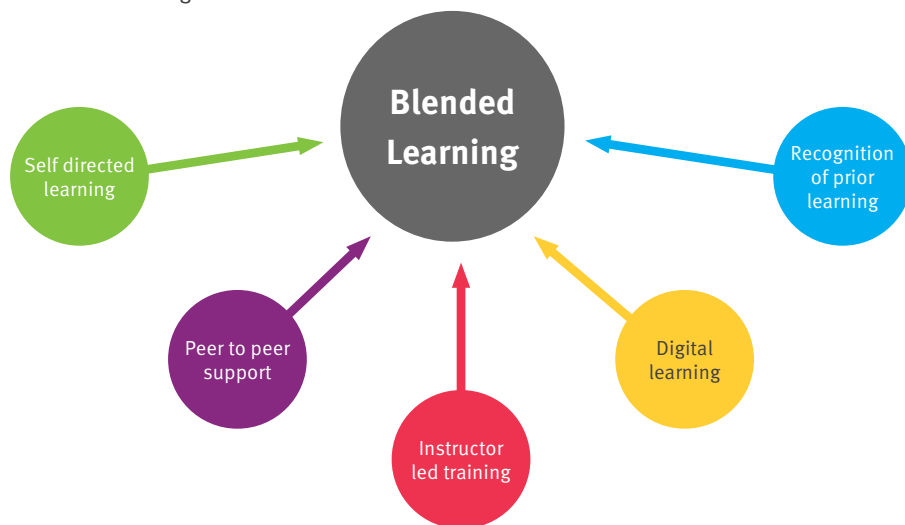 Blended
Learning
Self directed
learning
Recognition
of prior
learning
Peer to peer
support
Digital
learning
Instructor
led training